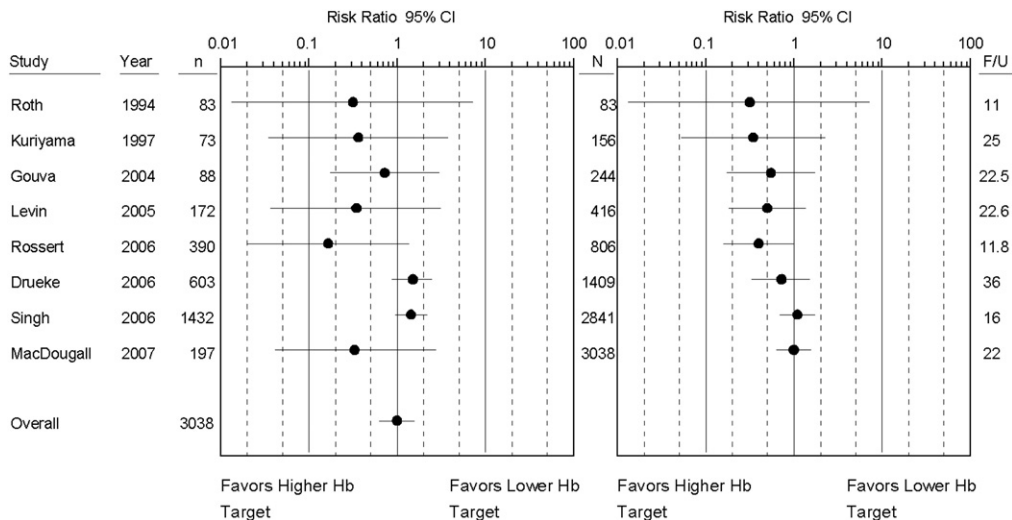 Risk Ratio 95% CI Risk Ratio 95% CI
0.01 0.1 1 10 100 0.01 0.1 1 10 100
Study Year n N F/U
Roth 1994 83 83 11
Kuriyama 1997 73 156 25
Gouva 2004 88 244 22.5
Levin 2005 172 416 22.6
Rossert 2006 390 806 11.8
Drueke 2006 603 1409 36
Singh 2006 1432 2841 16
MacDougall 2007 197 3038 22
Overall 3038
Favors Higher Hb Favors Lower Hb Favors Higher Hb Favors Lower Hb
Target Target Target Target